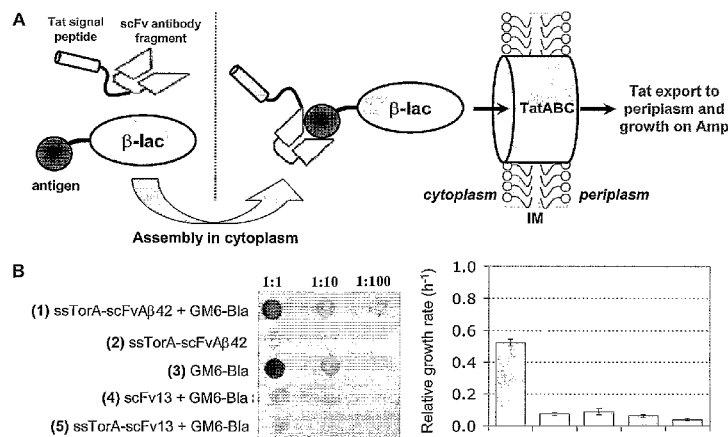 A
Tat signal
peptide
scFv antibody
fragment
β-lac
antigen
β-lac
TatABC
Tat export to
periplasm and
growth on Amp
cytoplasm
periplasm
IM
Assembly in cytoplasm
B
1:1 1:10 1:100
(1) ssTorA-scFvAβ42 + GM6-Bla
(2) ssTorA-scFvAβ42
(3) GM6-Bla
(4) scFv13 + GM6-Bla
(5) ssTorA-scFv13 + GM6-Bla
Relative growth rate (h⁻¹)
1.0
0.8
0.6
0.4
0.2
0.0